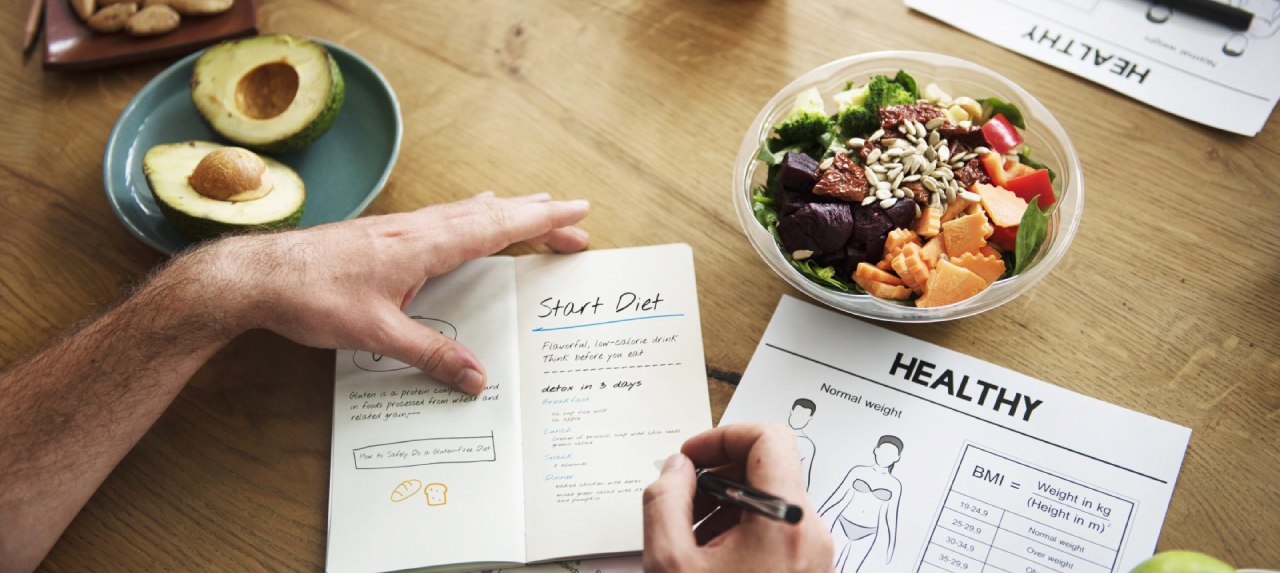 Gluten is a protein
in foods processed from wheat and
related grain;--
How to Safely Do a Gluten-Free Diet
Start Diet
Flavorful, low-calorie drink
Think before you eat
detox in 3 days
Breakfast
Lunch
Snack
Dinner
HEALTHY
Normal weight
BMI = Weight in kg
(Height in m)²
19-24,9 Normal weight
25-29,9 Over weight
30-34,9 Obesity
35-29,9
HEALTHY
Normal weight